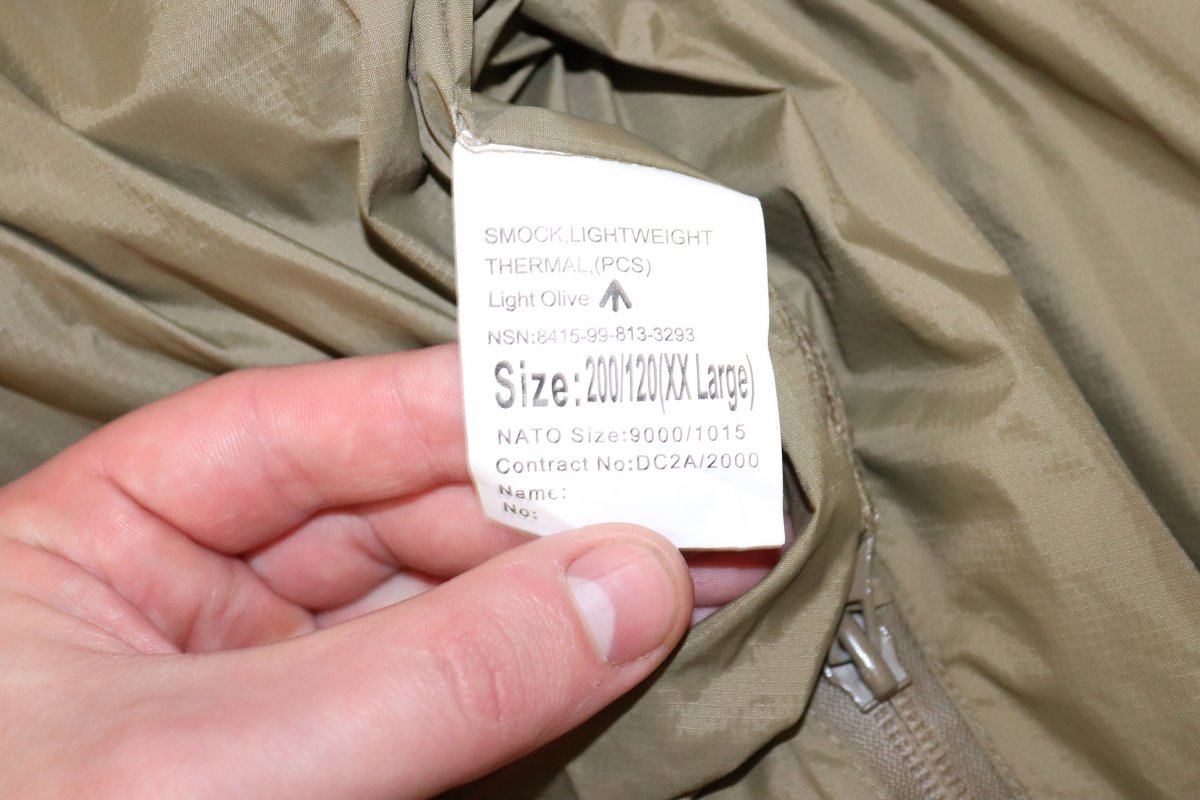 SMOCK,LIGHTWEIGHT
THERMAL,(PCS)
Light Olive
NSN:8415-99-813-3293
Size:200/120(XX Large)
NATO Size:9000/1015
Contract No:DC2A/2000
Name:
No: